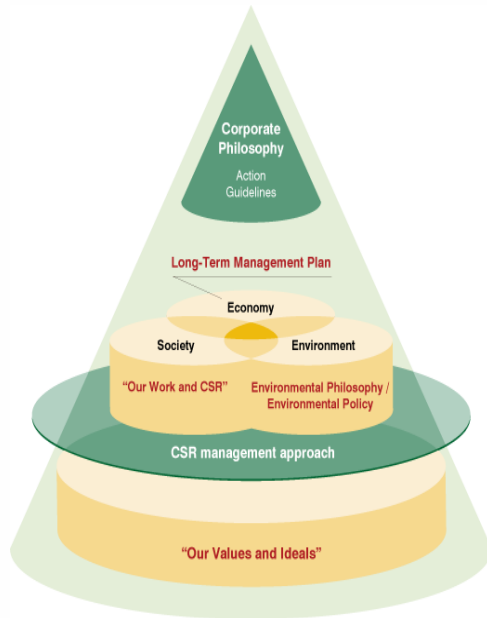 Corporate
Philosophy
Action
Guidelines
Long-Term Management Plan
Economy
Society
Environment
“Our Work and CSR”
Environmental Philosophy /
Environmental Policy
CSR management approach
“Our Values and Ideals”